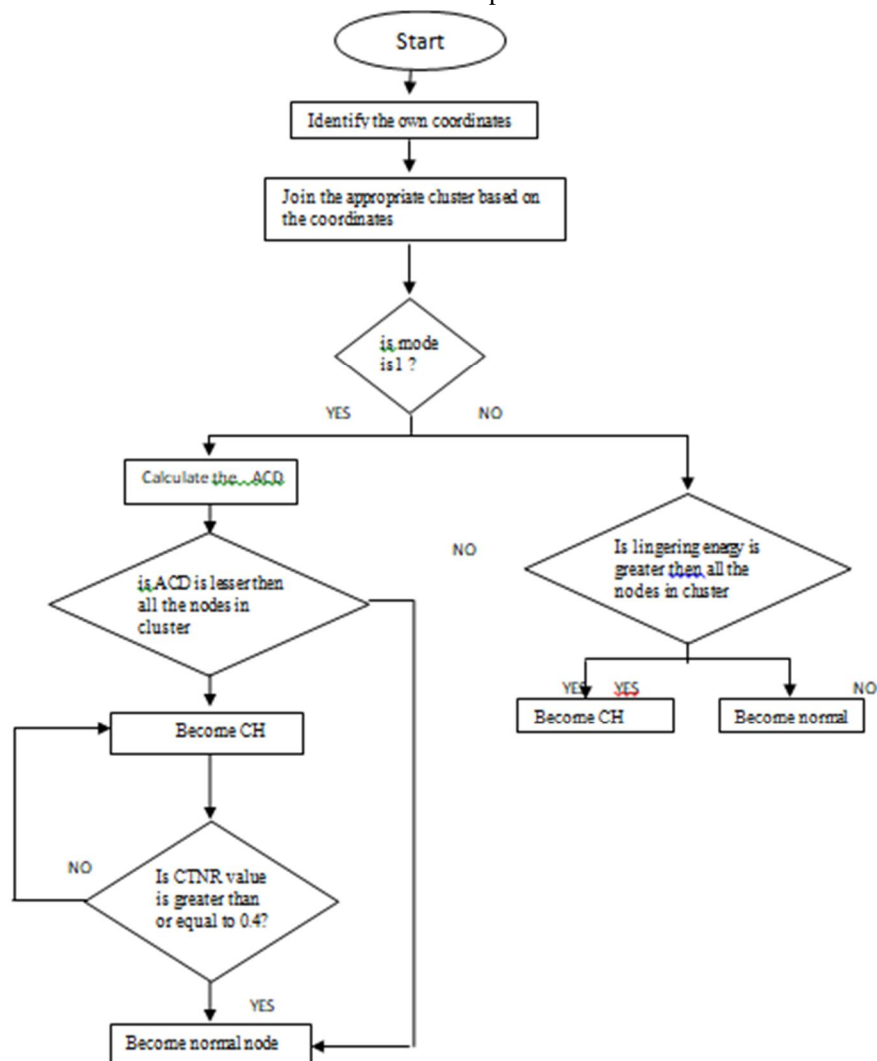 Start
Identify the own coordinates
Join the appropriate cluster based on
the coordinates
is mode
is 1 ?
YES
NO
Calculate the ACD
is ACD is lesser then
all the nodes in
cluster
NO
Is lingering energy is
greater then all the
nodes in cluster
YES
YES
NO
Become CH
Become normal
Become CH
NO
Is CTNR value
is greater than
or equal to 0.4?
YES
Become normal node